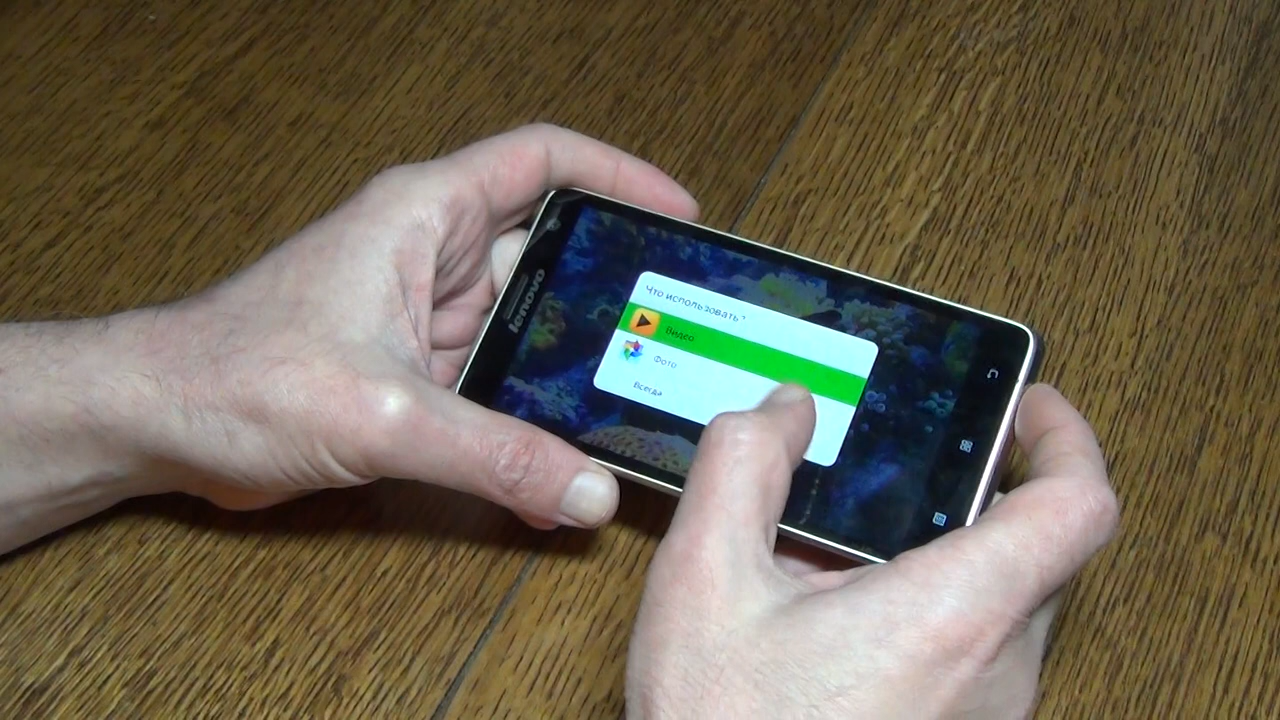 lenovo
Что использовать?
Видео
Фото
Всегда